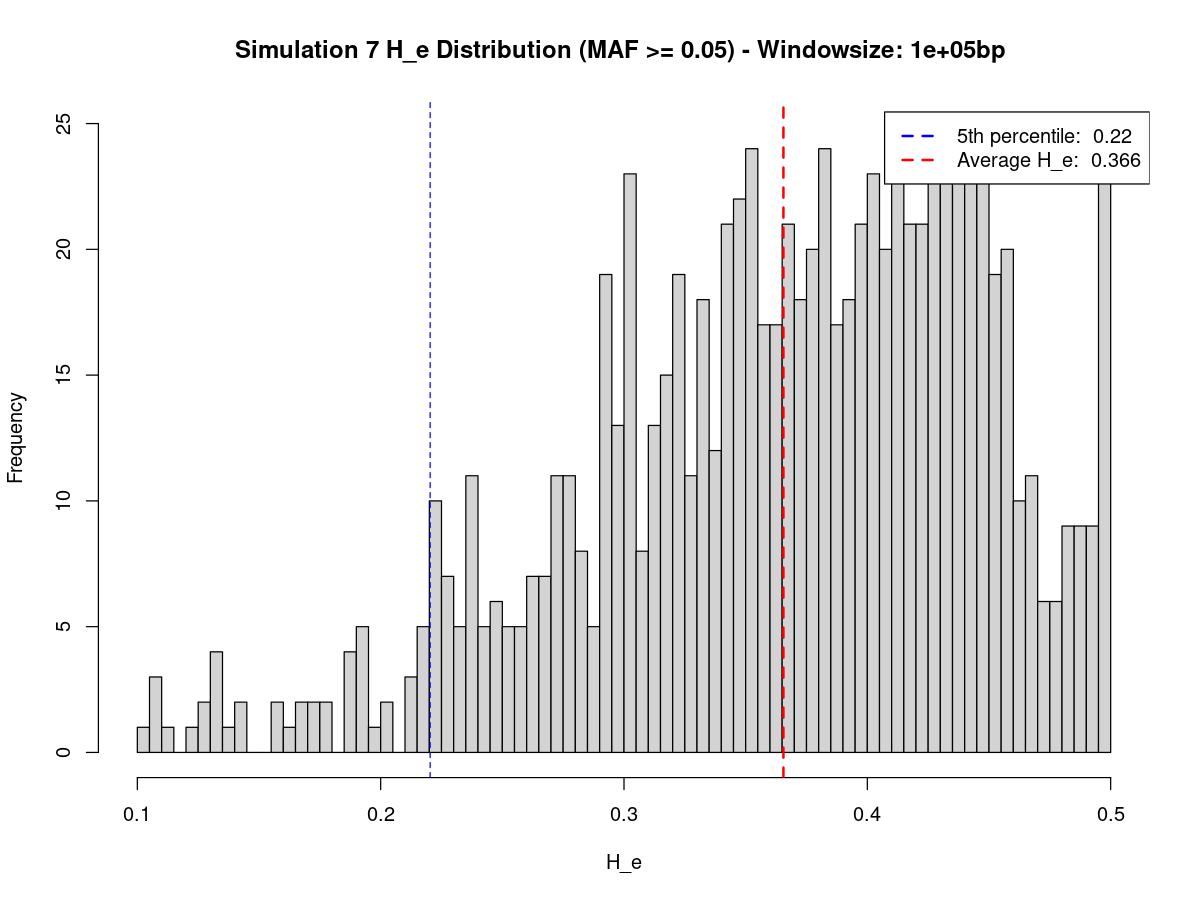 Simulation 7 H_e Distribution (MAF >= 0.05) - Windowsize: 1e+05bp
5th percentile: 0.22
Average H_e: 0.366
Frequency
25
20
15
10
5
0
0.1 0.2 0.3 0.4 0.5
H_e